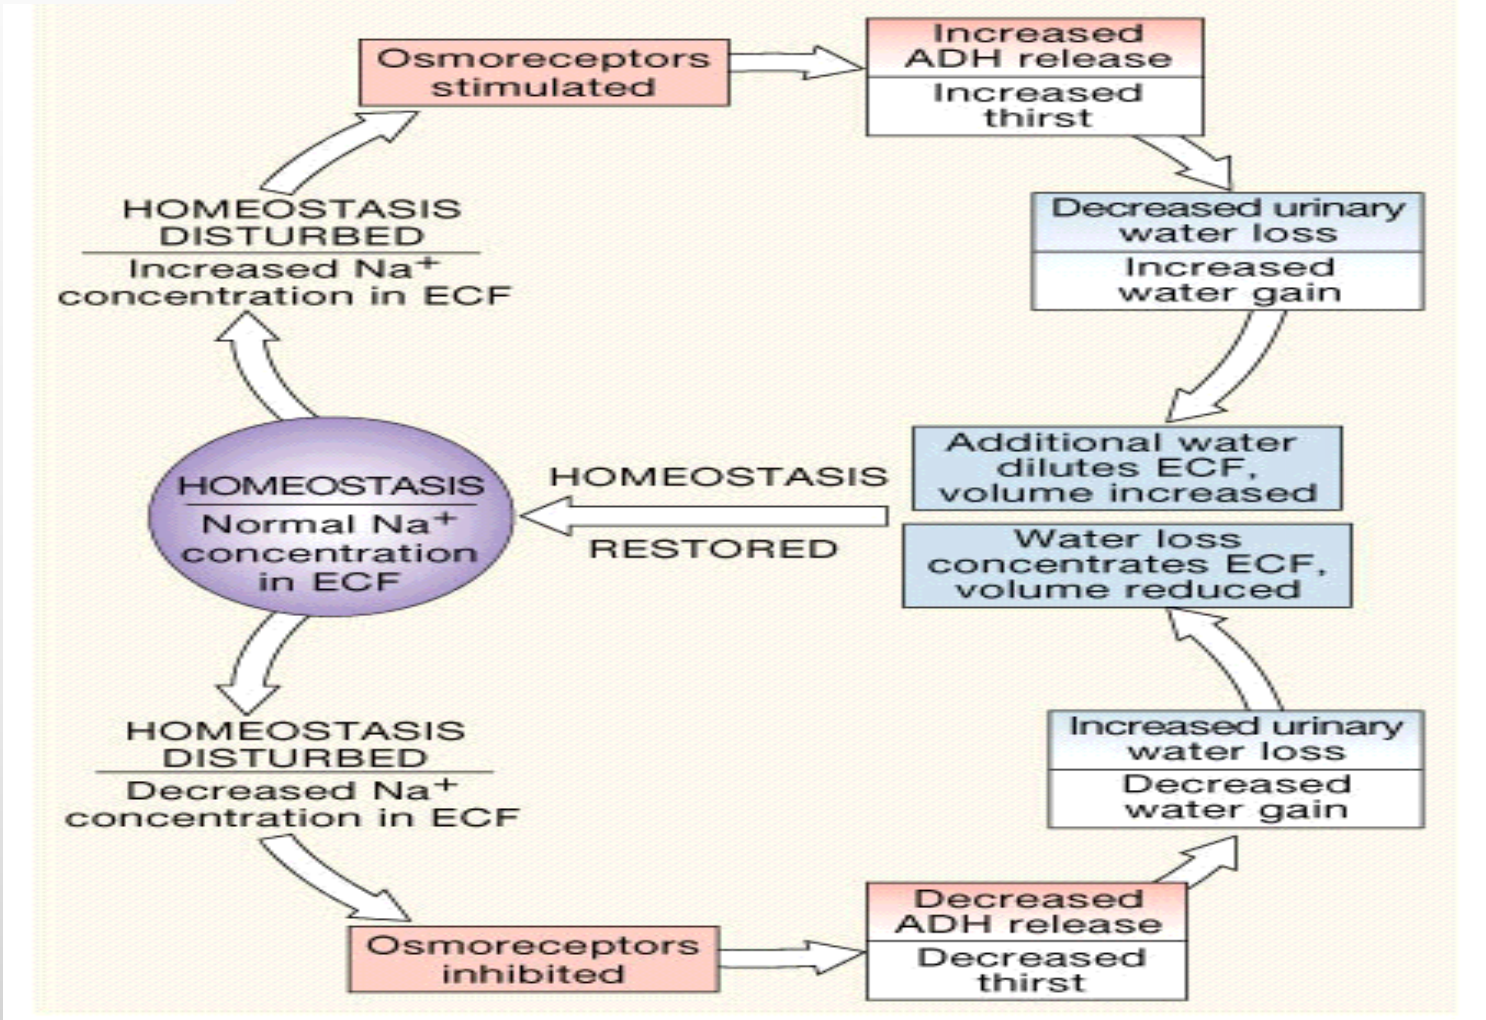 Osmoreceptors
stimulated
Increased
ADH release
Increased
thirst
Decreased urinary
water loss
Increased
water gain
HOMEOSTASIS
DISTURBED
Increased Na⁺
concentration in ECF
Additional water
dilutes ECF,
volume increased
HOMEOSTASIS
RESTORED
HOMEOSTASIS
Normal Na⁺
concentration
in ECF
Water loss
concentrates ECF,
volume reduced
HOMEOSTASIS
DISTURBED
Decreased Na⁺
concentration in ECF
Increased urinary
water loss
Decreased
water gain
Osmoreceptors
inhibited
Decreased
ADH release
Decreased
thirst